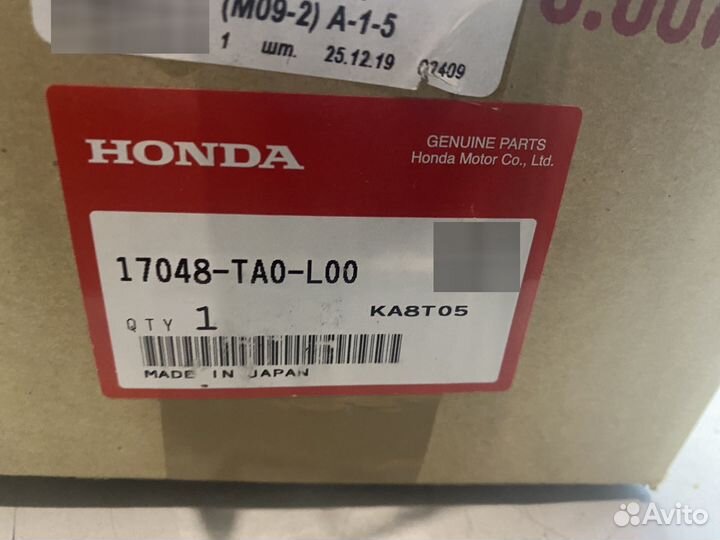 (M09-2) A-1-5
1 шт. 25.12.19 07409
HONDA
GENUINE PARTS
Honda Motor Co., Ltd.
17048-TA0-L00
QTY 1
KA8T05
MADE IN JAPAN
Avito